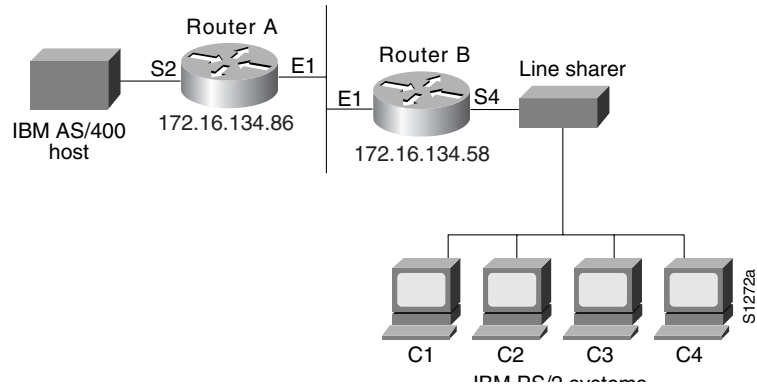 Router A
S2
E1
IBM AS/400
host
172.16.134.86
Router B
E1
S4
172.16.134.58
Line sharer
C1
C2
C3
C4
S1272a
IBM PS/2 systems